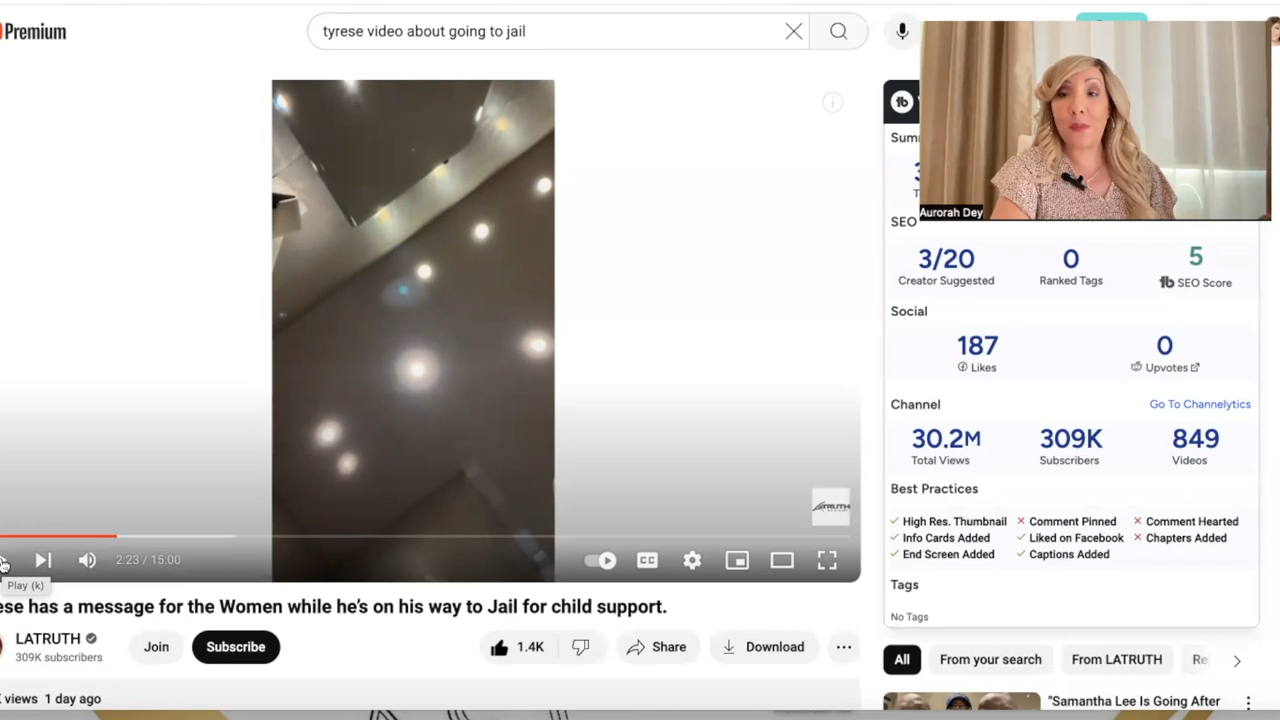 Premium
tyrese video about going to jail
Summ
Aurorah Dey
SEO
3/20
0
5
Creator Suggested
Ranked Tags
tb SEO Score
Social
187
0
Likes
Upvotes
Channel
Go To Channelytics
30.2M
309K
849
Total Views
Subscribers
Videos
Best Practices
High Res. Thumbnail
Comment Pinned
Comment Hearted
Info Cards Added
Liked on Facebook
Chapters Added
End Screen Added
Captions Added
Tags
No Tags
LATRUTH
2:23 / 15:00
CC
Play (k)
ese has a message for the Women while he's on his way to Jail for child support.
LATRUTH
309K subscribers
Join
Subscribe
1.4K
Share
Download
All
From your search
From LATRUTH
Re
views 1 day ago
"Samantha Lee Is Going After